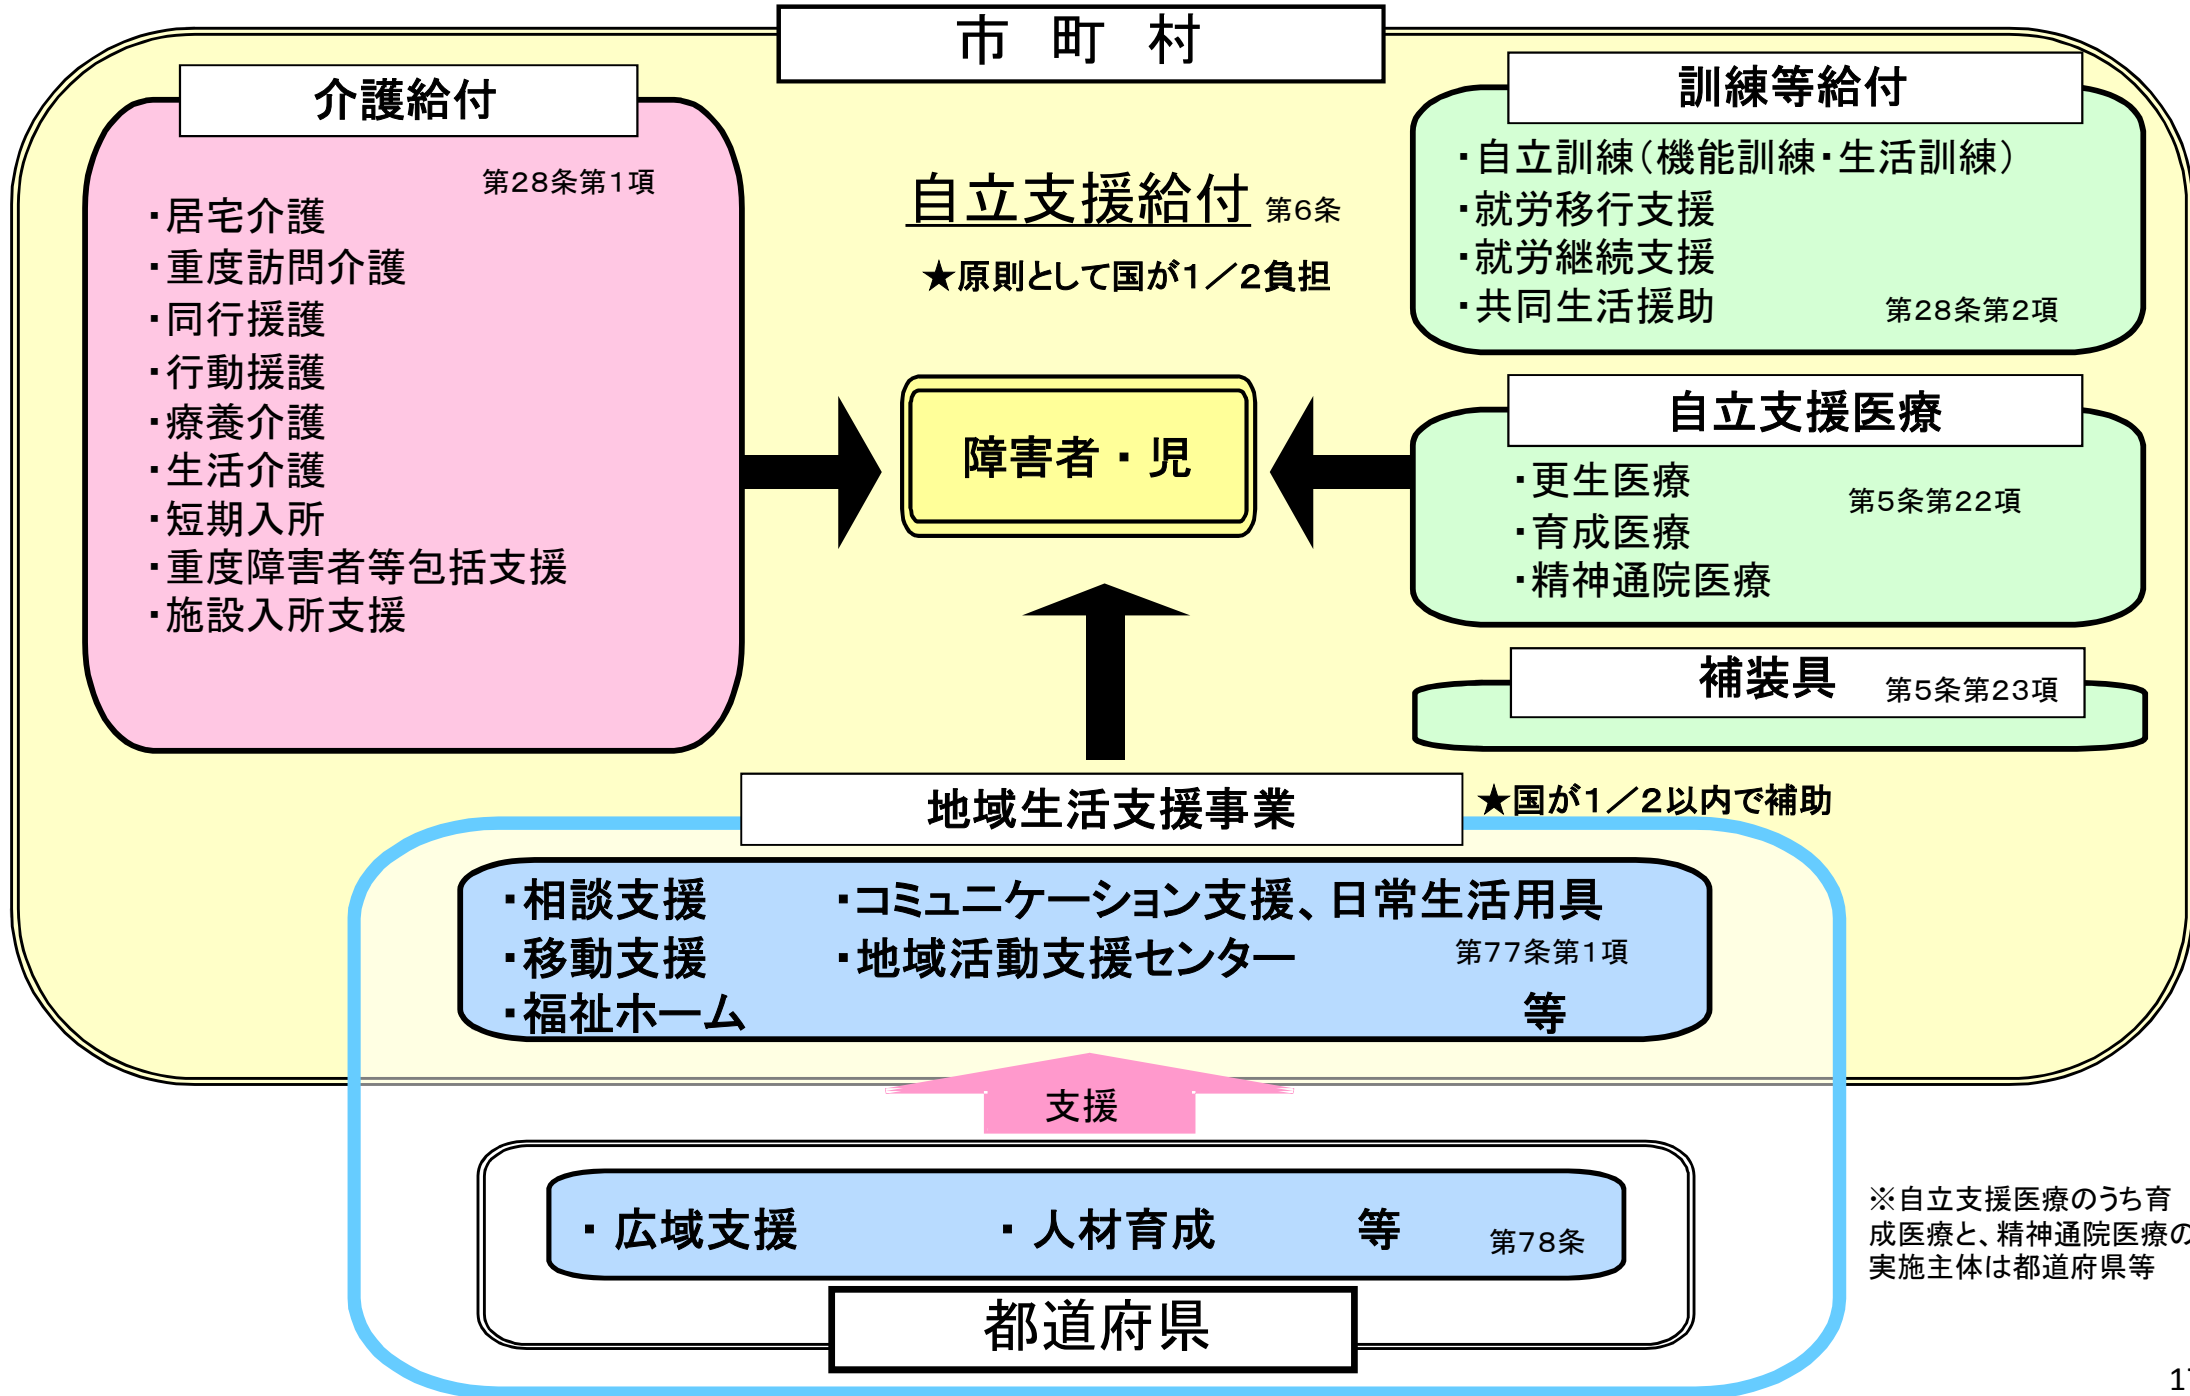 市 町 村
介護給付
第28条第1項
・居宅介護
・重度訪問介護
・同行援護
・行動援護
・療養介護
・生活介護
・短期入所
・重度障害者等包括支援
・施設入所支援
自立支援給付 第6条
★原則として国が1／2負担
障害者・児
訓練等給付
・自立訓練(機能訓練・生活訓練)
・就労移行支援
・就労継続支援
・共同生活援助 第28条第2項
自立支援医療
・更生医療 第5条第22項
・育成医療
・精神通院医療
補装具 第5条第23項
地域生活支援事業
★国が1／2以内で補助
・相談支援 ・コミュニケーション支援、日常生活用具
・移動支援 ・地域活動支援センター 第77条第1項
・福祉ホーム 等
支援
・広域支援 ・人材育成 等 第78条
都道府県
※自立支援医療のうち育
成医療と、精神通院医療の
実施主体は都道府県等